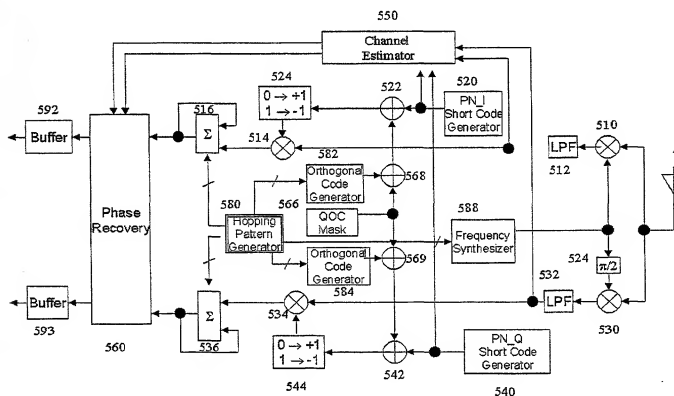 550
Channel
Estimator
524
522
520
592
516
0 → +1
1 → -1
PN_I
Short Code
Generator
510
Buffer
Σ
514
LPF
512
582
Orthogonal
Code
Generator
568
580
566
588
Phase
Recovery
Hopping
Pattern
Generator
QOC
Mask
Frequency
Synthesizer
524
π/2
Orthogonal
Code
Generator
569
532
584
Buffer
Σ
534
LPF
593
530
536
0 → +1
1 → -1
PN_Q
Short Code
Generator
560
544
542
540